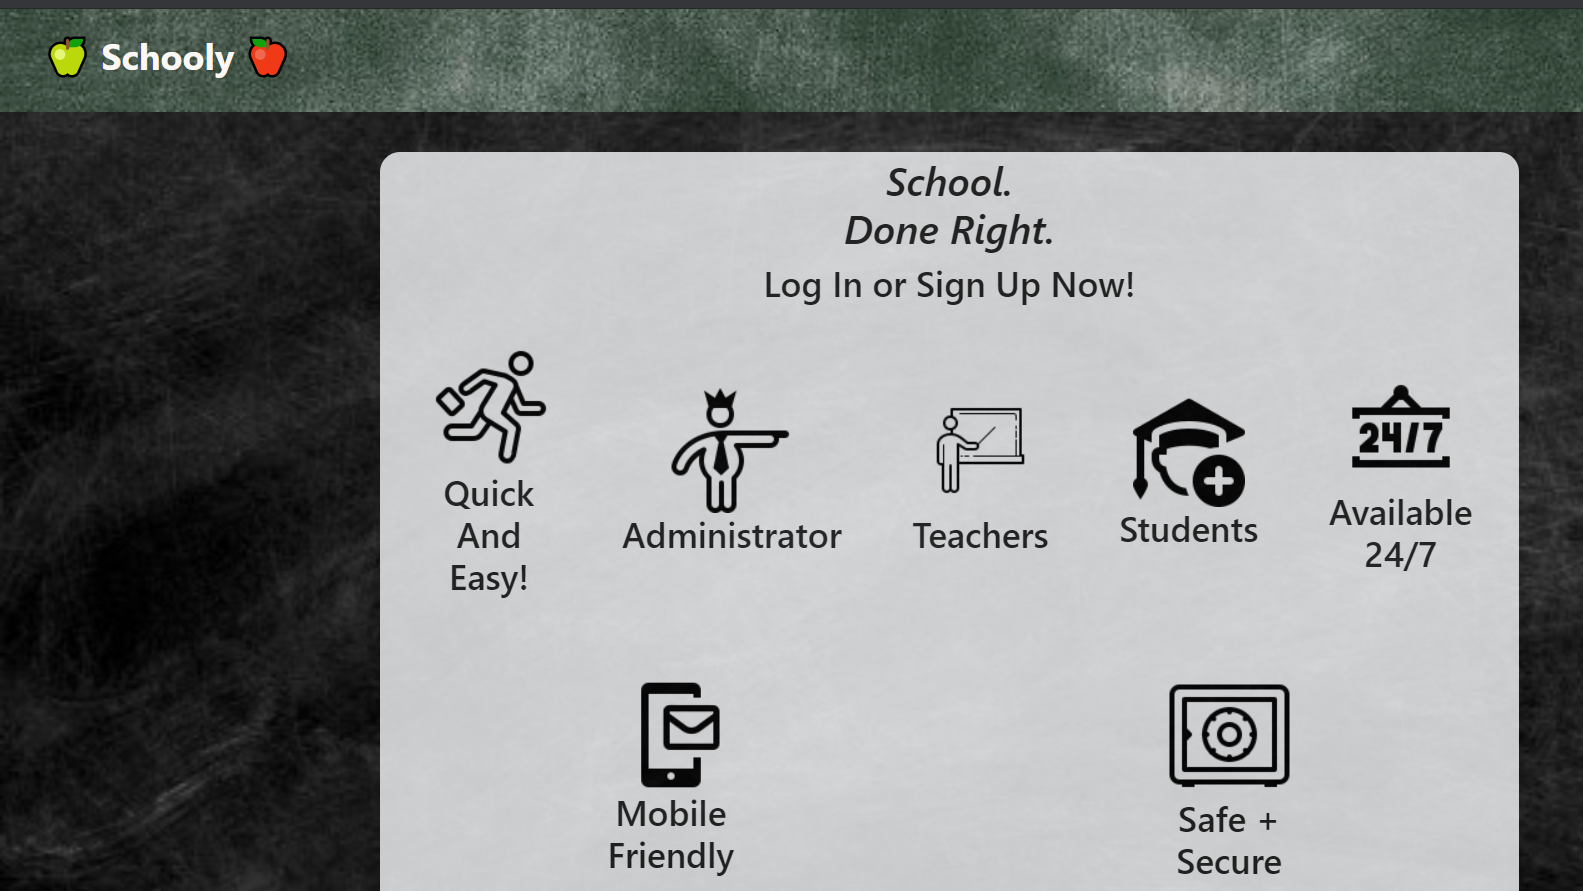 Schooly
School.
Done Right.
Log In or Sign Up Now!
24/7
Quick
And
Easy!
Administrator
Teachers
Students
Available
24/7
Mobile
Friendly
Safe +
Secure